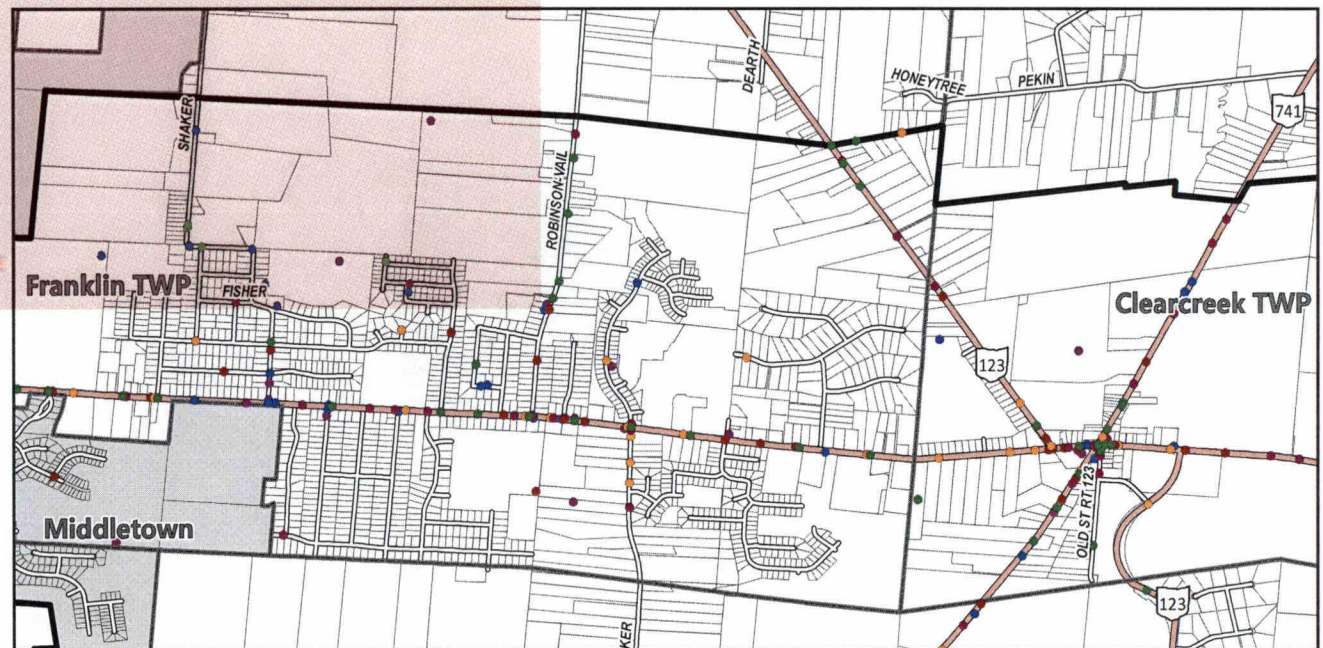 DEARTH
HONEYTREE
PEKIN
741
SHAKER
ROBINSON-VAIL
Franklin TWP
FISHER
Clearcreek TWP
123
OLD ST RT 123
Middletown
123
KER